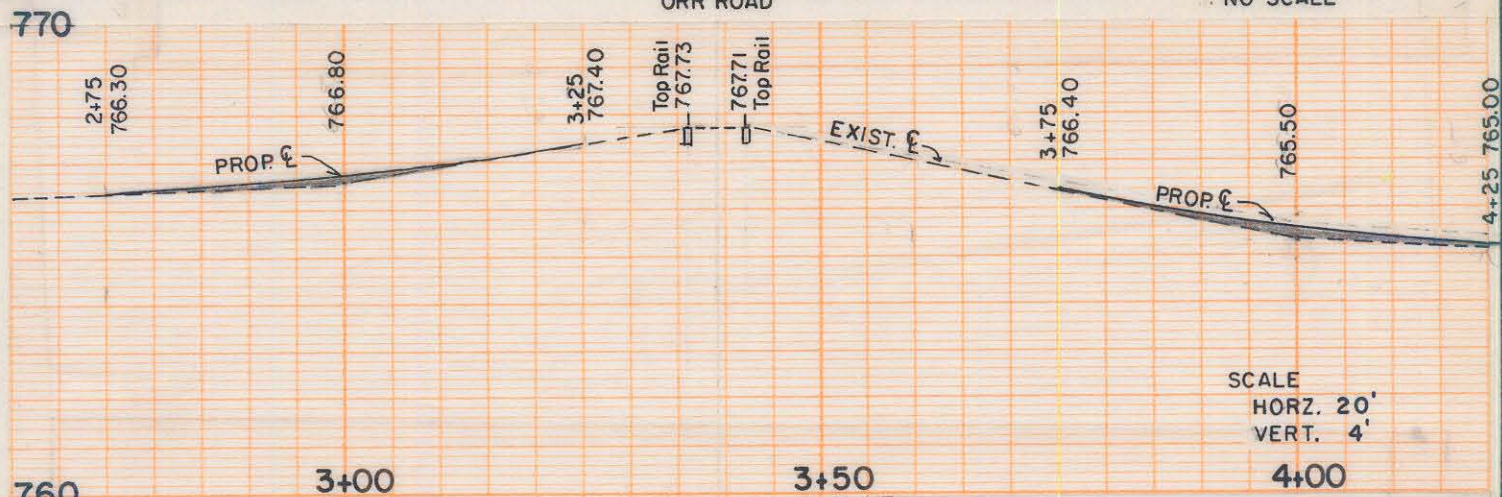 ORR ROAD
NO SCALE
770
2+75
766.30
766.80
3+25
767.40
Top Rail
767.73
767.71
Top Rail
3+75
766.40
765.50
4+25 765.00
PROP. ℄
EXIST. ℄
PROP. ℄
SCALE
HORZ. 20'
VERT. 4'
760
3+00
3+50
4+00